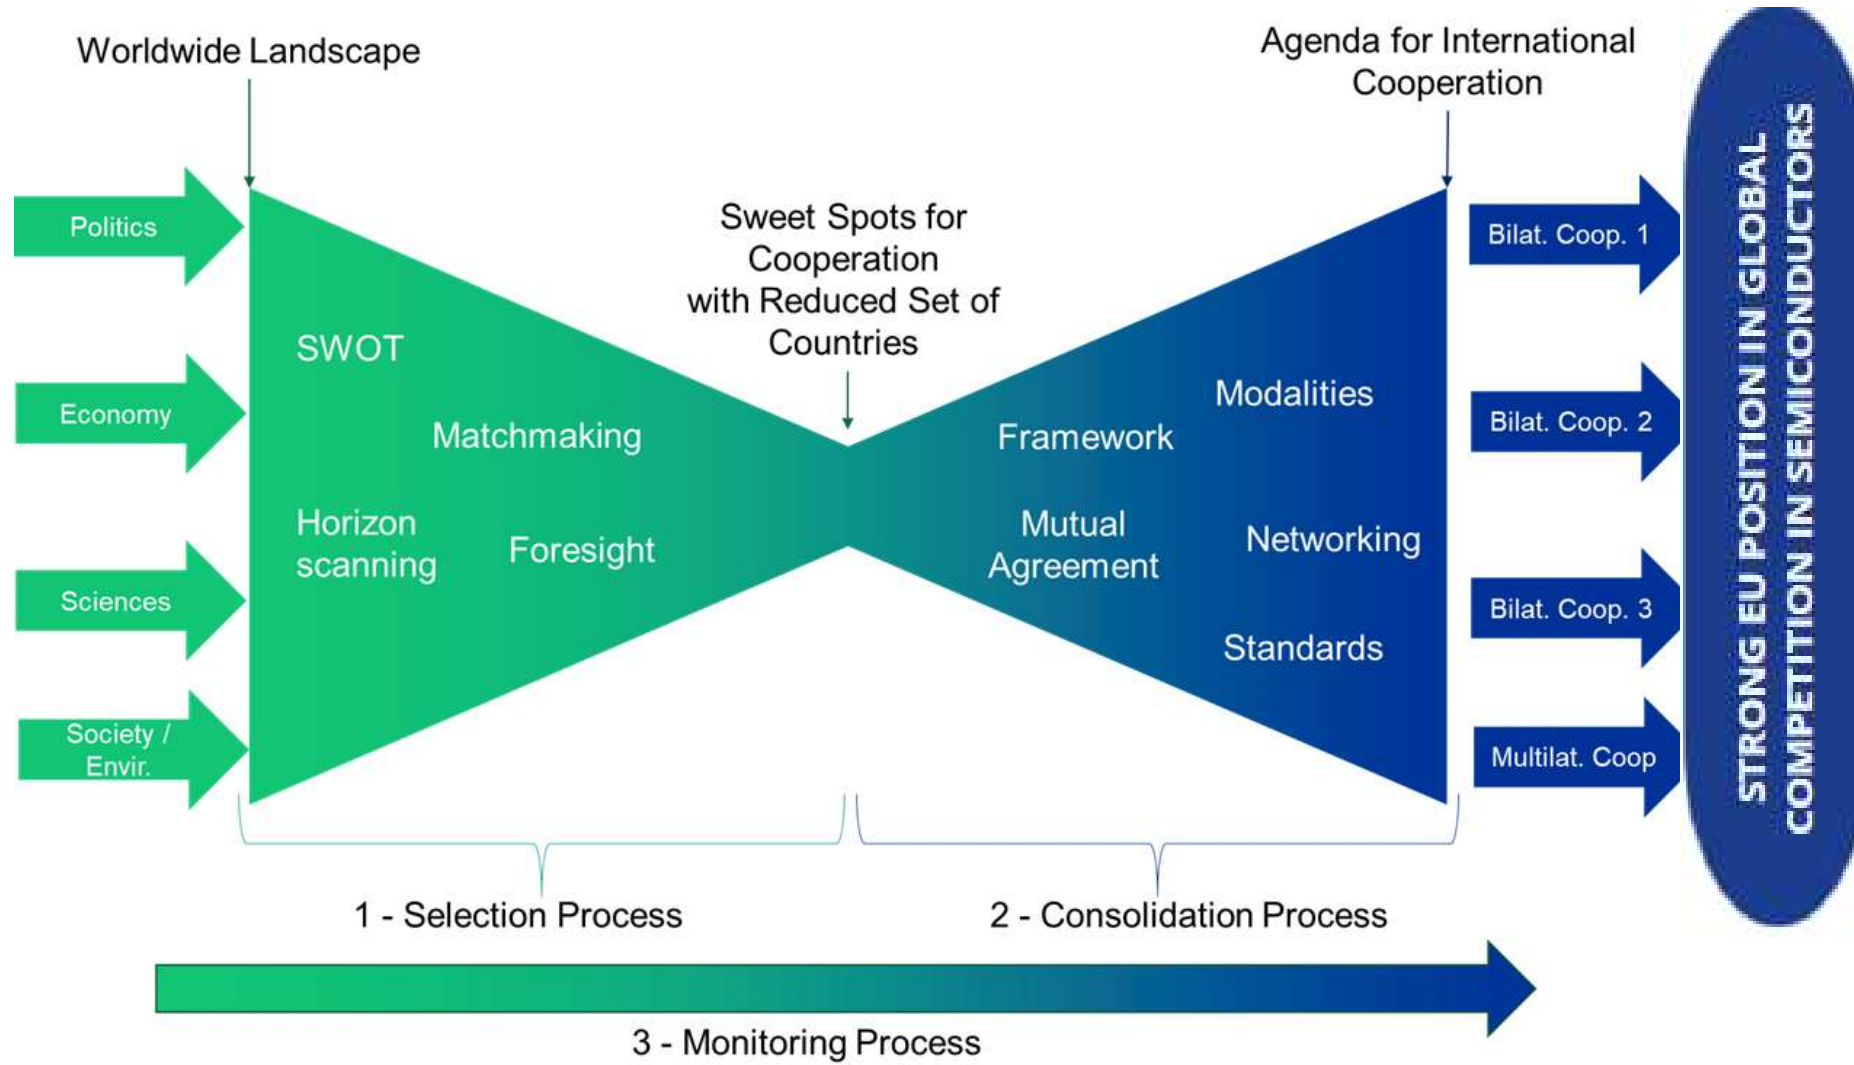 Worldwide Landscape
Agenda for International
Cooperation
Sweet Spots for
Cooperation
with Reduced Set of
Countries
Politics
Economy
Sciences
Society /
Envir.
SWOT
Matchmaking
Horizon
scanning
Foresight
Framework
Modalities
Mutual
Agreement
Networking
Standards
Bilat. Coop. 1
Bilat. Coop. 2
Bilat. Coop. 3
Multilat. Coop
STRONG EU POSITION IN GLOBAL
COMPETITION IN SEMICONDUCTORS
1 - Selection Process
2 - Consolidation Process
3 - Monitoring Process